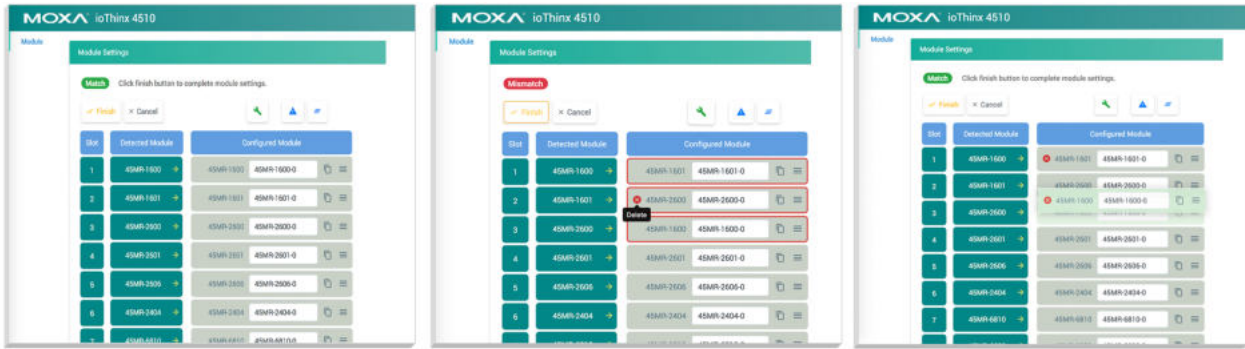 MOXA ioThinx 4510
Module
Module Settings
Match Click finish button to complete module settings.
Finish × Cancel
Slot Detected Module Configured Module
1 45MR-1600 45MR-1600 45MR-1600-0
2 45MR-1601 45MR-1601 45MR-1601-0
3 45MR-2600 45MR-2600 45MR-2600-0
4 45MR-2601 45MR-2601 45MR-2601-0
5 45MR-2606 45MR-2606 45MR-2606-0
6 45MR-2404 45MR-2404 45MR-2404-0
7 45MR-6810 45MR-6810 45MR-6810-0
MOXA ioThinx 4510
Module
Module Settings
Mismatch
Finish × Cancel
Slot Detected Module Configured Module
1 45MR-1600 45MR-1601 45MR-1601-0
2 45MR-1601 45MR-2600 45MR-2600-0
Delete
3 45MR-2600 45MR-1600 45MR-1600-0
4 45MR-2601 45MR-2601 45MR-2601-0
5 45MR-2606 45MR-2606 45MR-2606-0
6 45MR-2404 45MR-2404 45MR-2404-0
MOXA ioThinx 4510
Module
Module Settings
Match Click finish button to complete module settings.
Finish × Cancel
Slot Detected Module Configured Module
1 45MR-1600 45MR-1601 45MR-1601-0
2 45MR-1601 45MR-2600 45MR-2600-0
45MR-1600 45MR-1600-0
3 45MR-2600
4 45MR-2601 45MR-2601 45MR-2601-0
5 45MR-2606 45MR-2606 45MR-2606-0
6 45MR-2404 45MR-2404 45MR-2404-0
7 45MR-6810 45MR-6810 45MR-6810-0